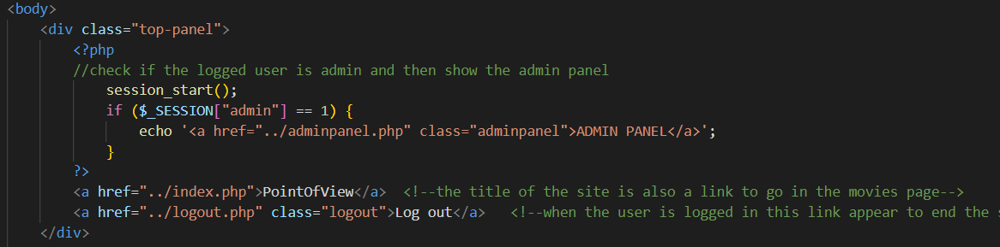 <body>
<div class="top-panel">
<?php
//check if the logged user is admin and then show the admin panel
session_start();
if ($_SESSION["admin"] == 1) {
echo '<a href="../adminpanel.php" class="adminpanel">ADMIN PANEL</a>';
}
?>
<a href="../index.php">PointOfView</a>  <!--the title of the site is also a link to go in the movies page-->
<a href="../logout.php" class="logout">Log out</a>   <!--when the user is logged in this link appear to end the
</div>